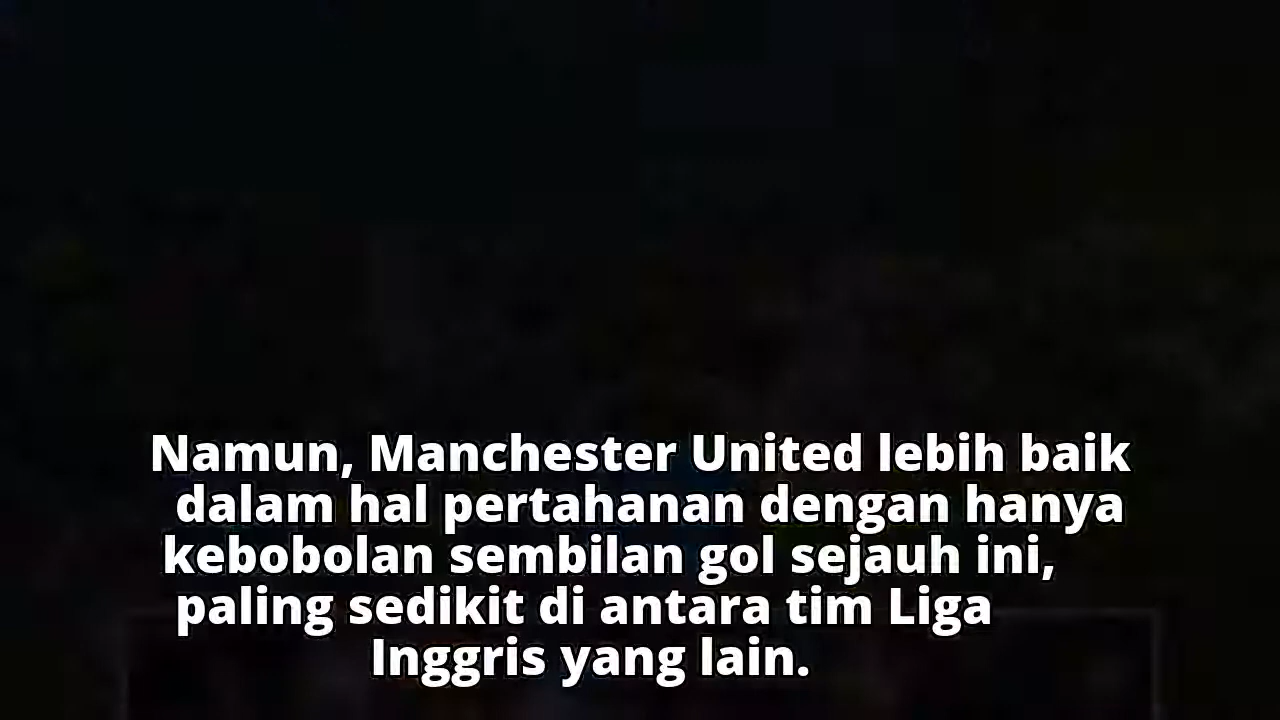 Namun, Manchester United lebih baik
dalam hal pertahanan dengan hanya
kebobolan sembilan gol sejauh ini,
paling sedikit di antara tim Liga
Inggris yang lain.